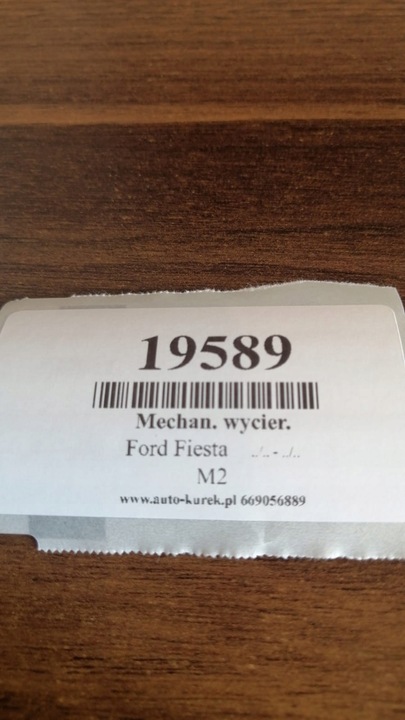 19589
Mechan. wycier.
Ford Fiesta ./.. - ../..
M2
www.auto-kurek.pl 669056889